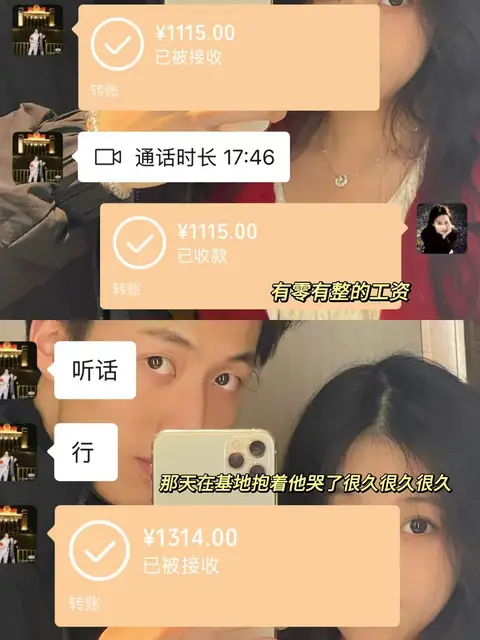 ¥1115.00
已被接收
转账
通话时长 17:46
¥1115.00
已收款
转账
有零有整的工资
听话
行
那天在基地抱着他哭了很久很久很久
¥1314.00
已被接收
转账